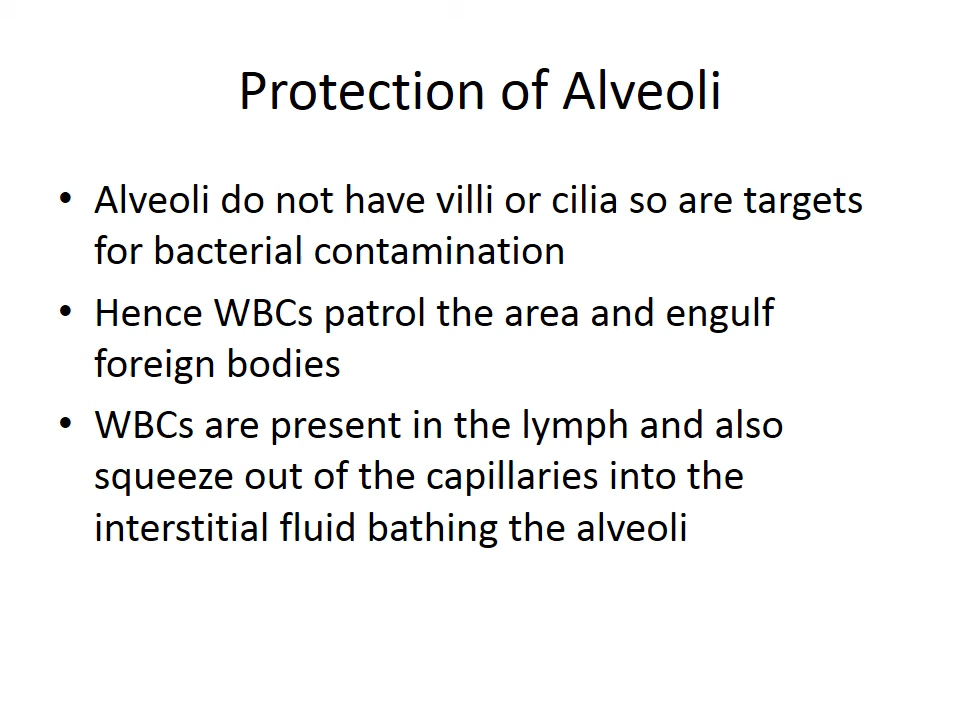 Protection of Alveoli
• Alveoli do not have villi or cilia so are targets
for bacterial contamination
• Hence WBCs patrol the area and engulf
foreign bodies
• WBCs are present in the lymph and also
squeeze out of the capillaries into the
interstitial fluid bathing the alveoli